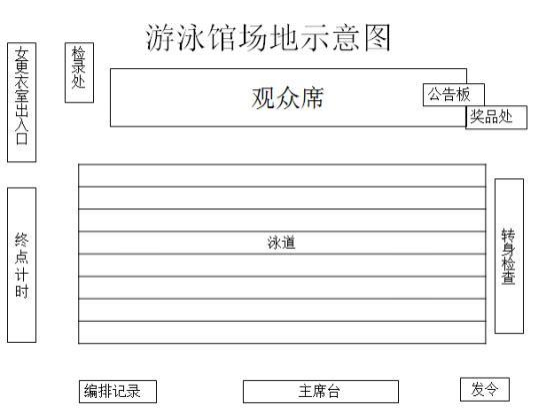 游泳馆场地示意图
女更衣室出入口
检录处
观众席
公告板
奖品处
终点计时
泳道
转身检查
编排记录
主席台
发令